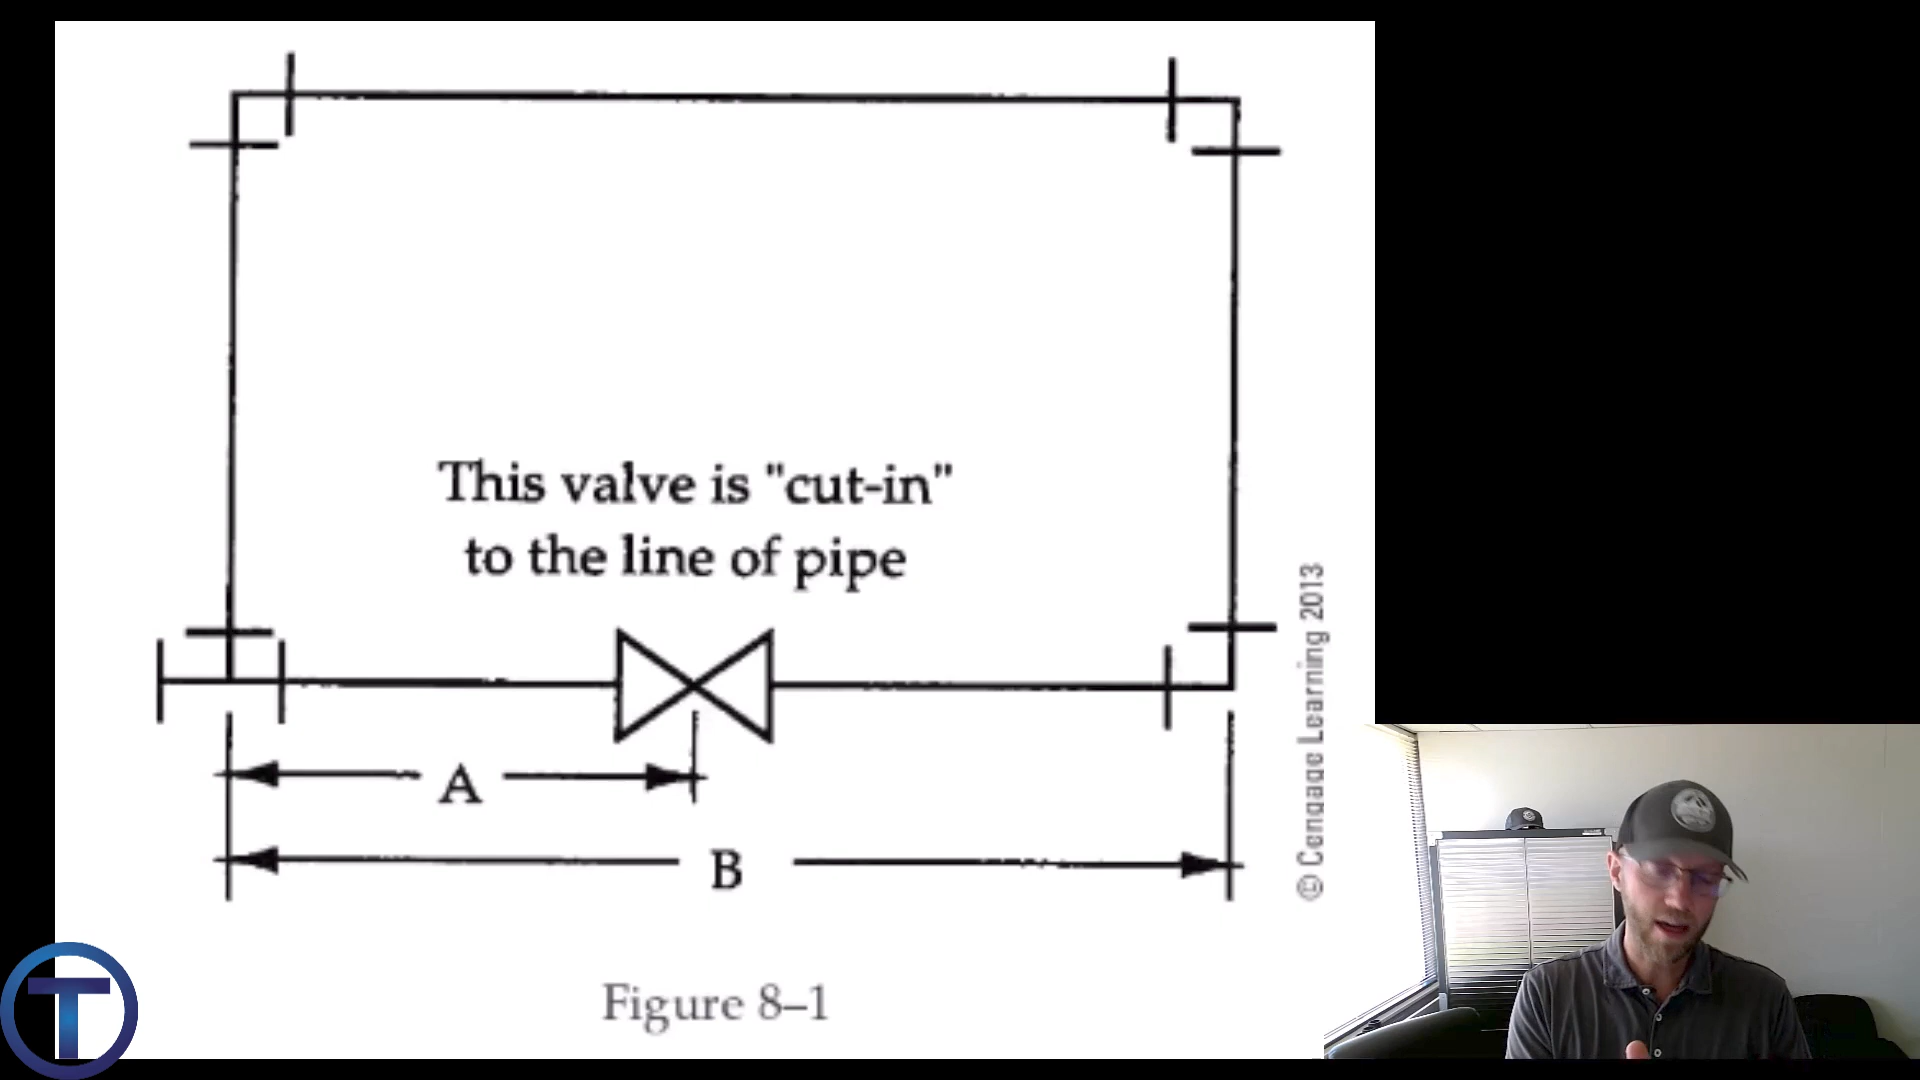 This valve is "cut-in"
to the line of pipe
A
B
© Cengage Learning 2013
Figure 8–1
T